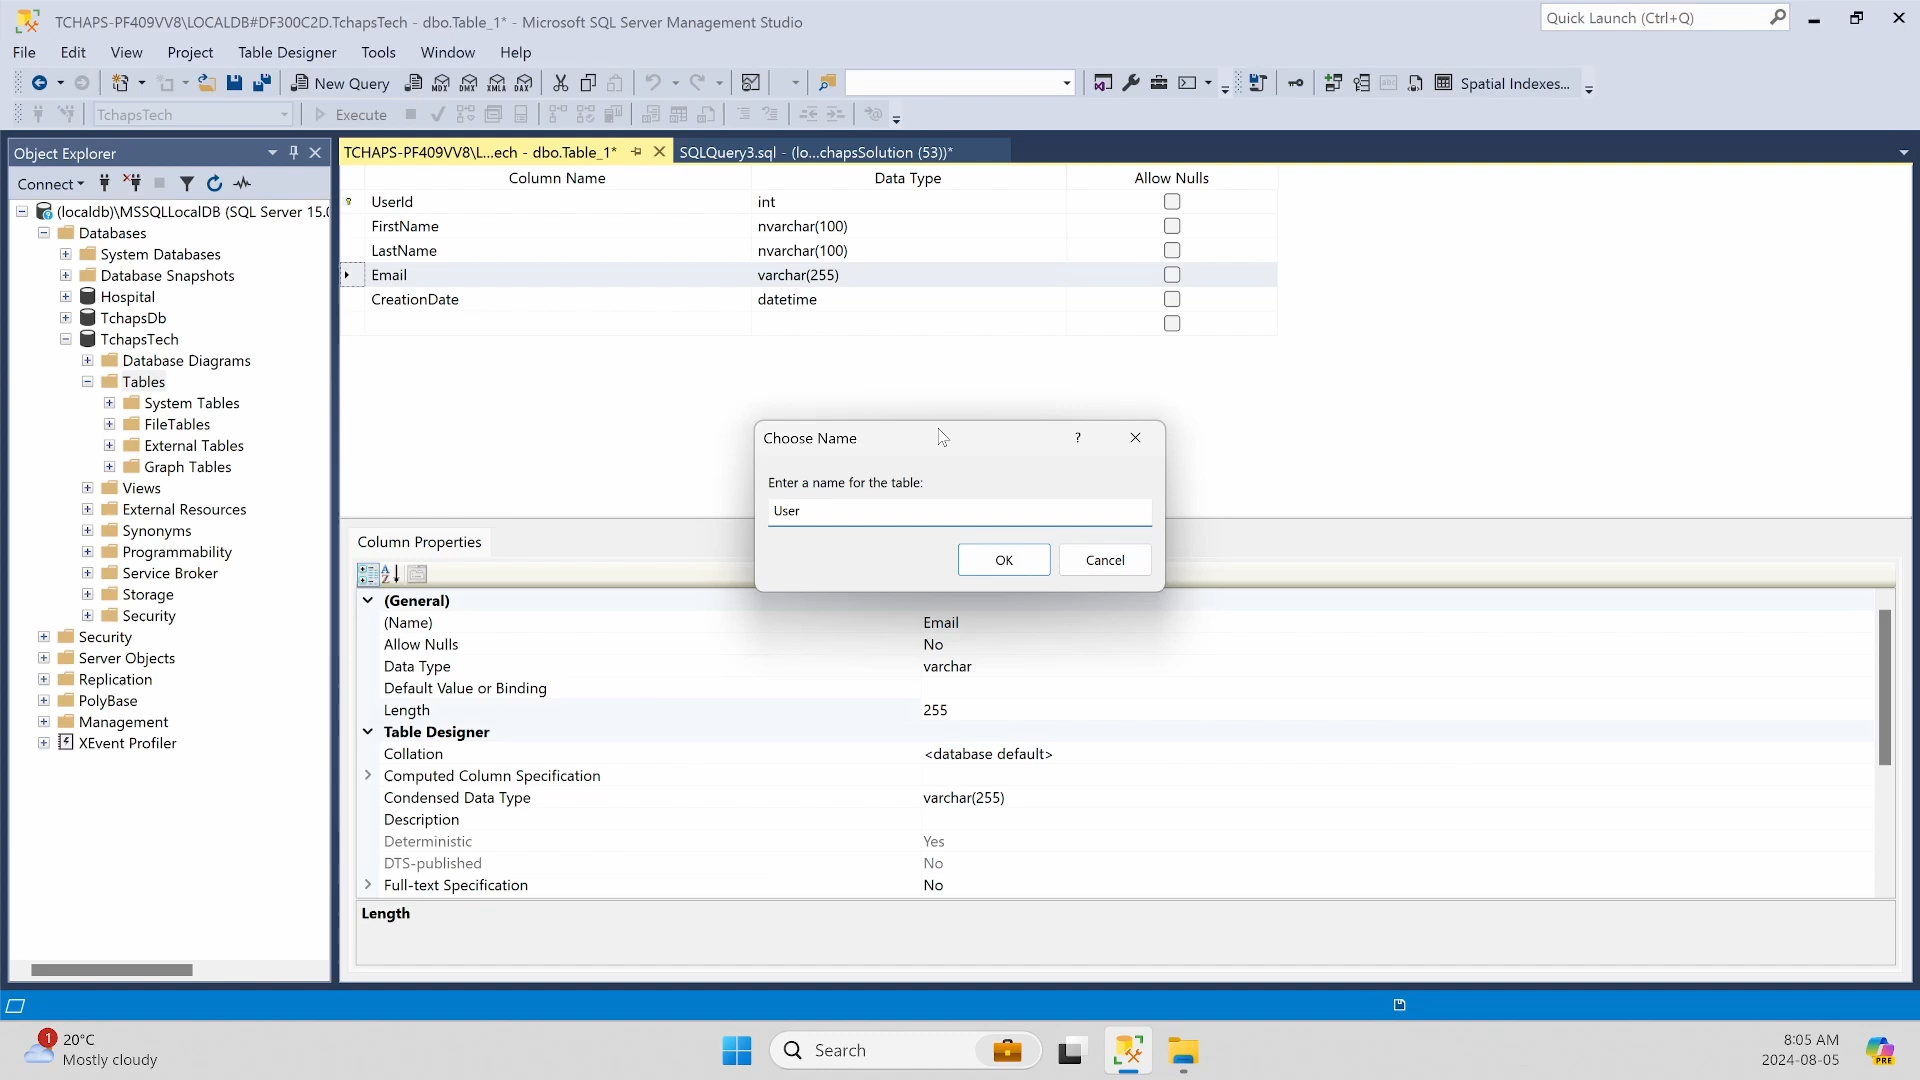 TCHAPS-PF409VV8\LOCALDB#DF300C2D.TchapsTech - dbo.Table_1* - Microsoft SQL Server Management Studio
Quick Launch (Ctrl+Q)
File Edit View Project Table Designer Tools Window Help
New Query MDX DMX XMLA DAX Spatial Indexes...
TchapsTech Execute
Object Explorer
TCHAPS-PF409VV8\L...ech - dbo.Table_1* SQLQuery3.sql - (lo...chapsSolution (53))*
Connect
(localdb)\MSSQLLocalDB (SQL Server 15.0
Databases
System Databases
Database Snapshots
Hospital
TchapsDb
TchapsTech
Database Diagrams
Tables
System Tables
FileTables
External Tables
Graph Tables
Views
External Resources
Synonyms
Programmability
Service Broker
Storage
Security
Security
Server Objects
Replication
PolyBase
Management
XEvent Profiler
Column Name Data Type Allow Nulls
UserId int
FirstName nvarchar(100)
LastName nvarchar(100)
Email varchar(255)
CreationDate datetime
Choose Name ?
Enter a name for the table:
User
OK Cancel
Column Properties
(General)
(Name) Email
Allow Nulls No
Data Type varchar
Default Value or Binding
Length 255
Table Designer
Collation <database default>
Computed Column Specification
Condensed Data Type varchar(255)
Description
Deterministic Yes
DTS-published No
Full-text Specification No
Length
1
20°C
Mostly cloudy
Search
8:05 AM
2024-08-05
PRE